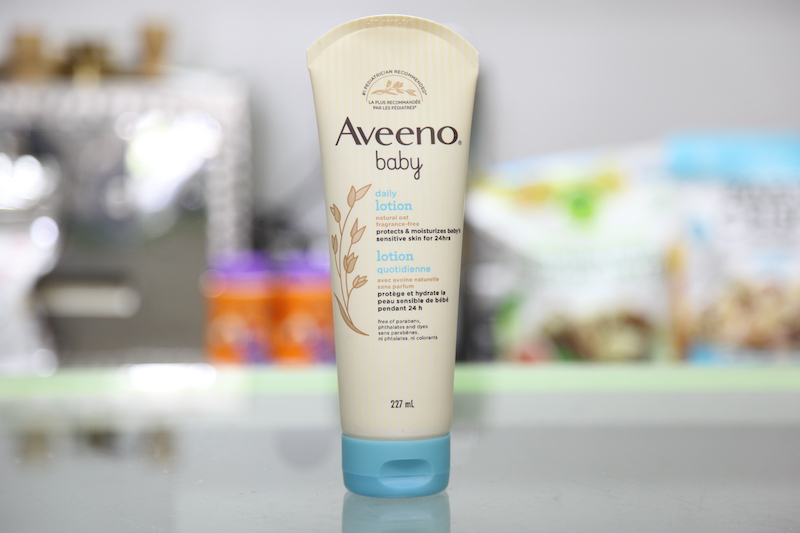 #1 PEDIATRICIAN RECOMMENDED*
LA PLUS RECOMMANDÉE
PAR LES PÉDIATRES*
Aveeno®
baby
daily
lotion
natural oat
fragrance-free
protects & moisturizes baby's
sensitive skin for 24hrs
lotion
quotidienne
avec avoine naturelle
sans parfum
protège et hydrate la
peau sensible de bébé
pendant 24 h
free of parabens,
phthalates and dyes
sans parabènes,
ni phtalates, ni colorants
227 mL